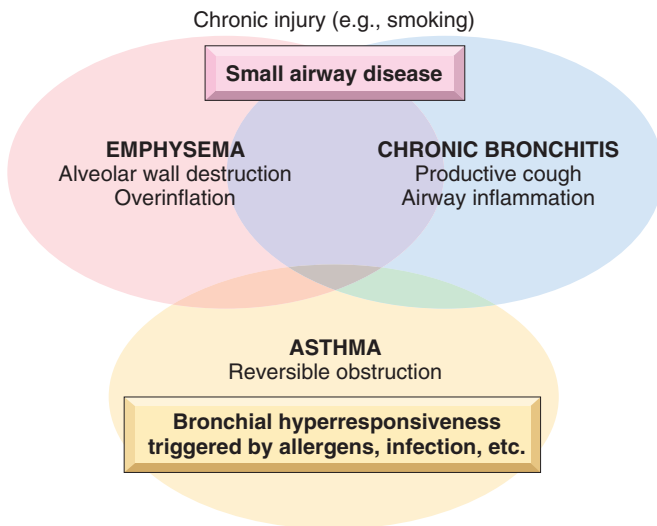 Chronic injury (e.g., smoking)
Small airway disease
EMPHYSEMA
Alveolar wall destruction
Overinflation
CHRONIC BRONCHITIS
Productive cough
Airway inflammation
ASTHMA
Reversible obstruction
Bronchial hyperresponsiveness
triggered by allergens, infection, etc.